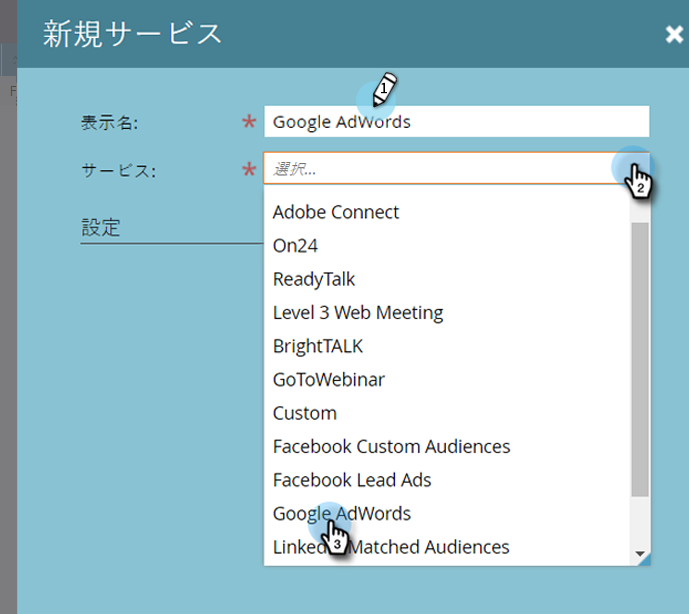 新規サービス
表示名: * Google AdWords
サービス: * 選択...
設定
Adobe Connect
On24
ReadyTalk
Level 3 Web Meeting
BrightTALK
GoToWebinar
Custom
Facebook Custom Audiences
Facebook Lead Ads
Google AdWords
Matched Audiences
1
2
3